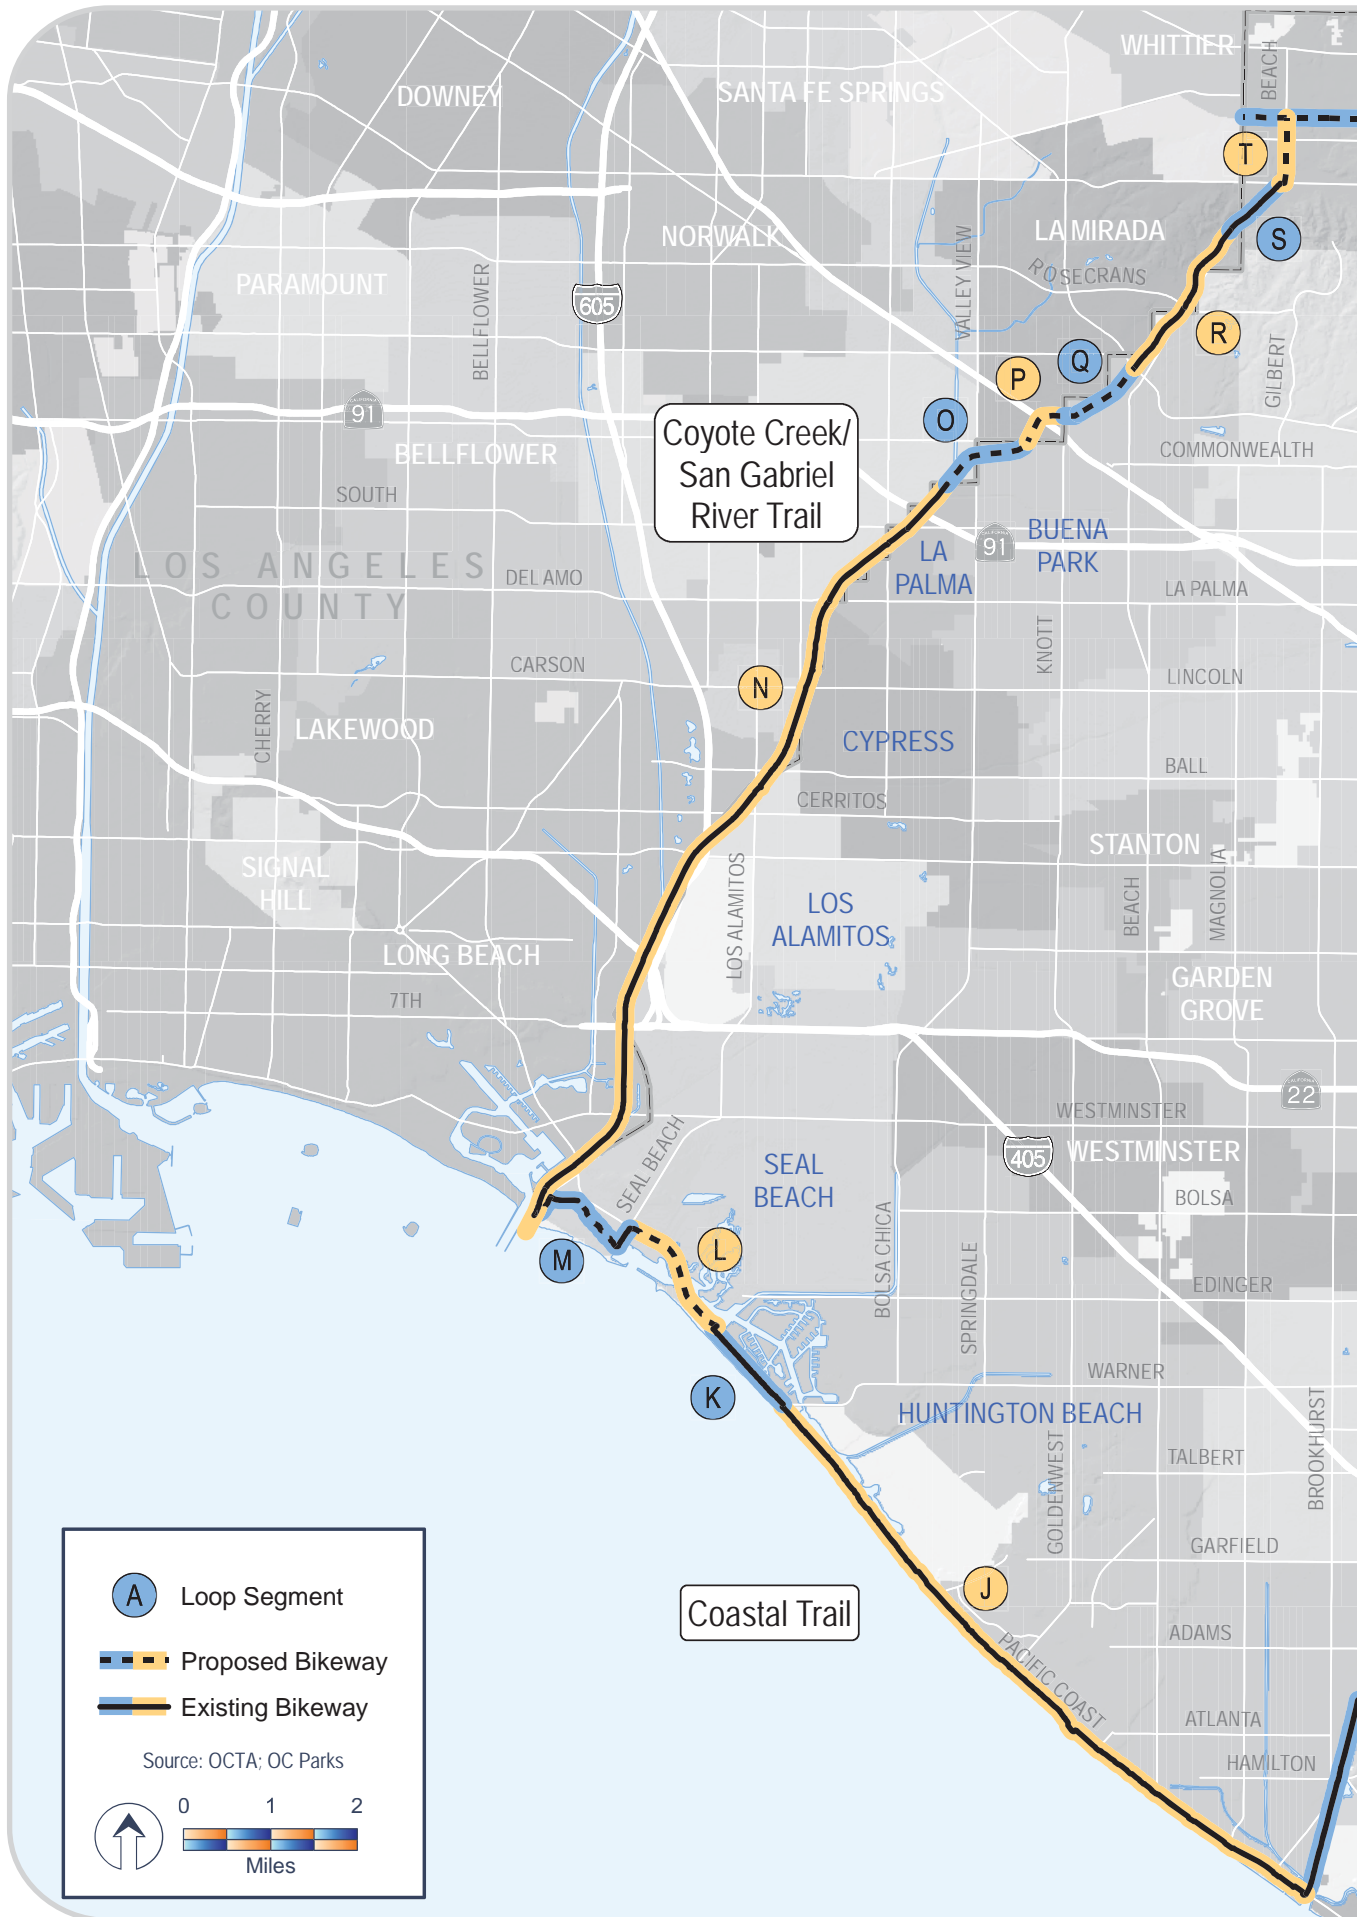 WHITTIER
BEACH
DOWNEY
SANTA FE SPRINGS
T
S
NORWALK
VALLEY VIEW
LA MIRADA
ROSECRANS
PARAMOUNT
BELLFLOWER
605
R
GILBERT
Q
P
O
91
Coyote Creek/
San Gabriel
River Trail
BELLFLOWER
COMMONWEALTH
SOUTH
LOS ANGELES
COUNTY
DEL AMO
LA
PALMA
91
BUENA
PARK
LA PALMA
KNOTT
CARSON
N
LINCOLN
CHERRY
LAKEWOOD
CYPRESS
BALL
CERRITOS
SIGNAL
HILL
STANTON
LOS ALAMITOS
LOS
ALAMITOS
BEACH
MAGNOLIA
LONG BEACH
7TH
GARDEN
GROVE
CALIFORNIA
22
WESTMINSTER
405
WESTMINSTER
SEAL BEACH
SEAL
BEACH
BOLSA
M
L
BOLSA CHICA
SPRINGDALE
EDINGER
K
WARNER
HUNTINGTON BEACH
GOLDENWEST
TALBERT
BROOKHURST
GARFIELD
J
Coastal Trail
PACIFIC COAST
ADAMS
ATLANTA
HAMILTON
A
Loop Segment
Proposed Bikeway
Existing Bikeway
Source: OCTA; OC Parks
0 1 2
Miles